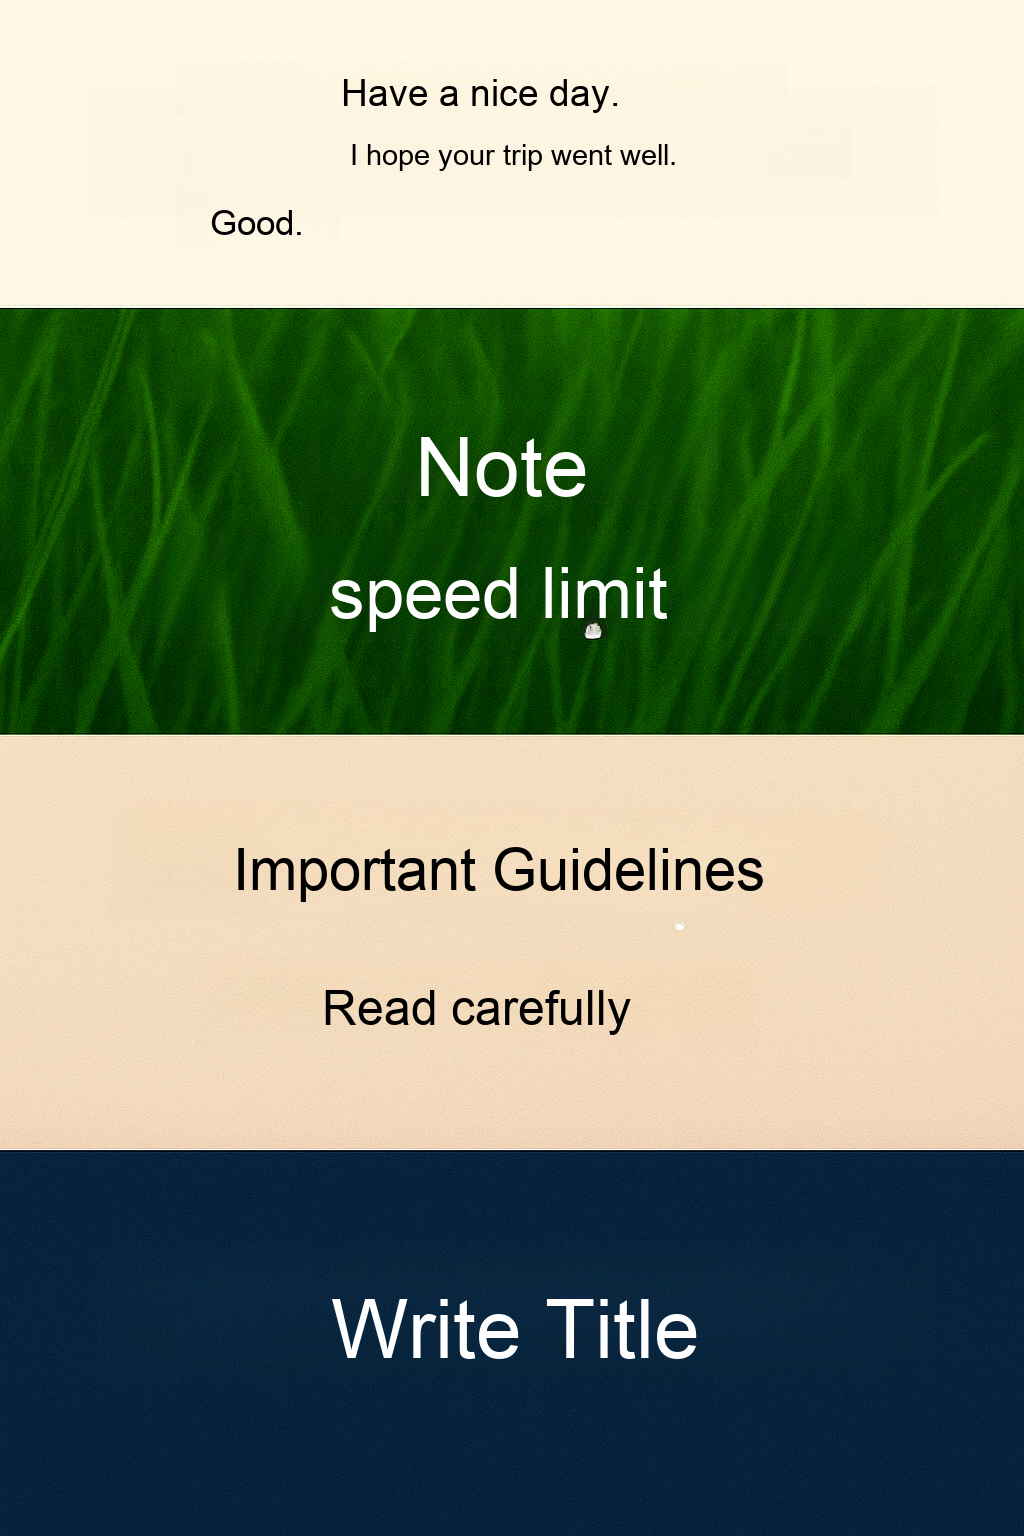 Have a nice day.
I hope your trip went well.
Good.
Note
speed limit
Important Guidelines
Read carefully
Write Title